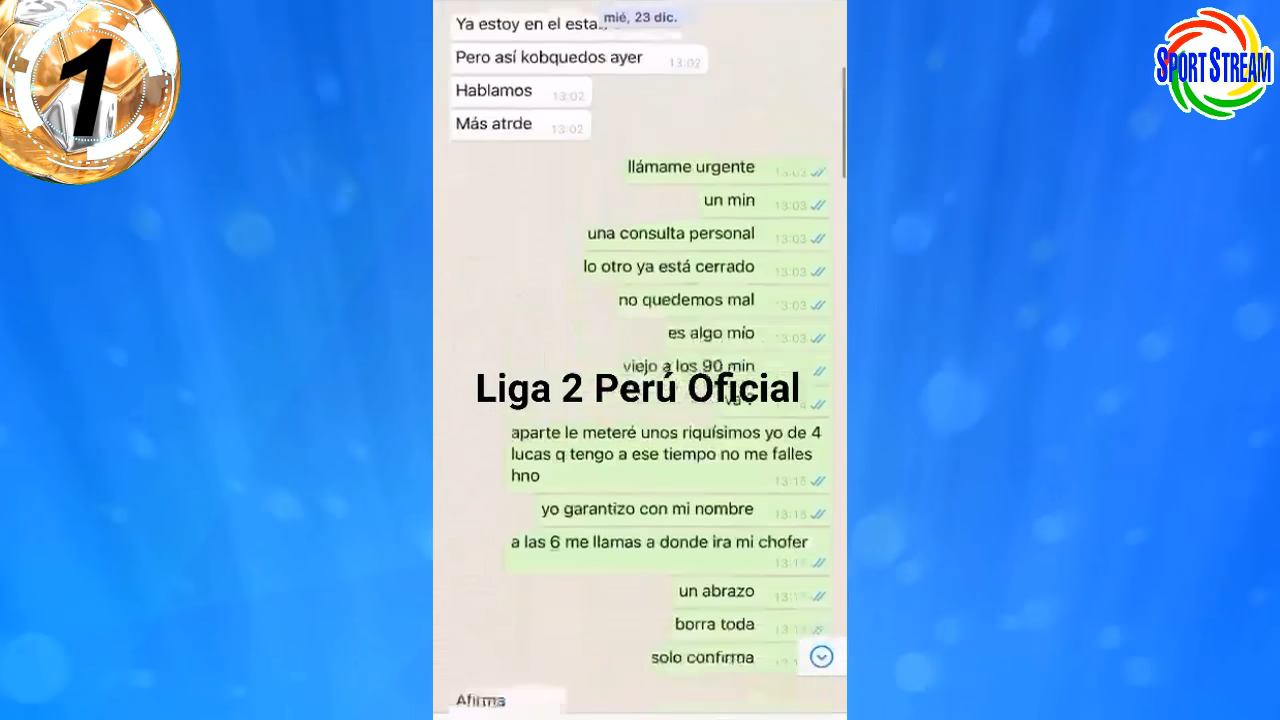 1
SPORT STREAM
mié, 23 dic.
Ya estoy en el esta..
Pero así kobquedos ayer 13:02
Hablamos 13:02
Más atrde 13:02
llámame urgente 13:03
un min 13:03
una consulta personal 13:03
lo otro ya está cerrado 13:03
no quedemos mal 13:03
es algo mío 13:03
viejo a los 90 min
Liga 2 Perú Oficial
aparte le meteré unos riquísimos yo de 4
lucas q tengo a ese tiempo no me falles
hno 13:15
yo garantizo con mi nombre 13:15
a las 6 me llamas a donde ira mi chofer
un abrazo
borra toda
solo confirma
Afirma